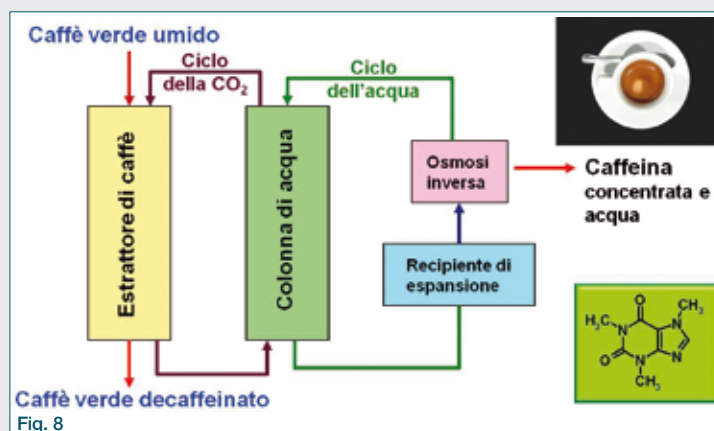 Caffè verde umido
Ciclo
della CO₂
Ciclo
dell'acqua
Estrattore di caffè
Colonna di acqua
Osmosi
inversa
Caffeina
concentrata e
acqua
Recipiente di
espansione
O
CH₃
H₃C
N
N
O
N
N
CH₃
Caffè verde decaffeinato
Fig. 8